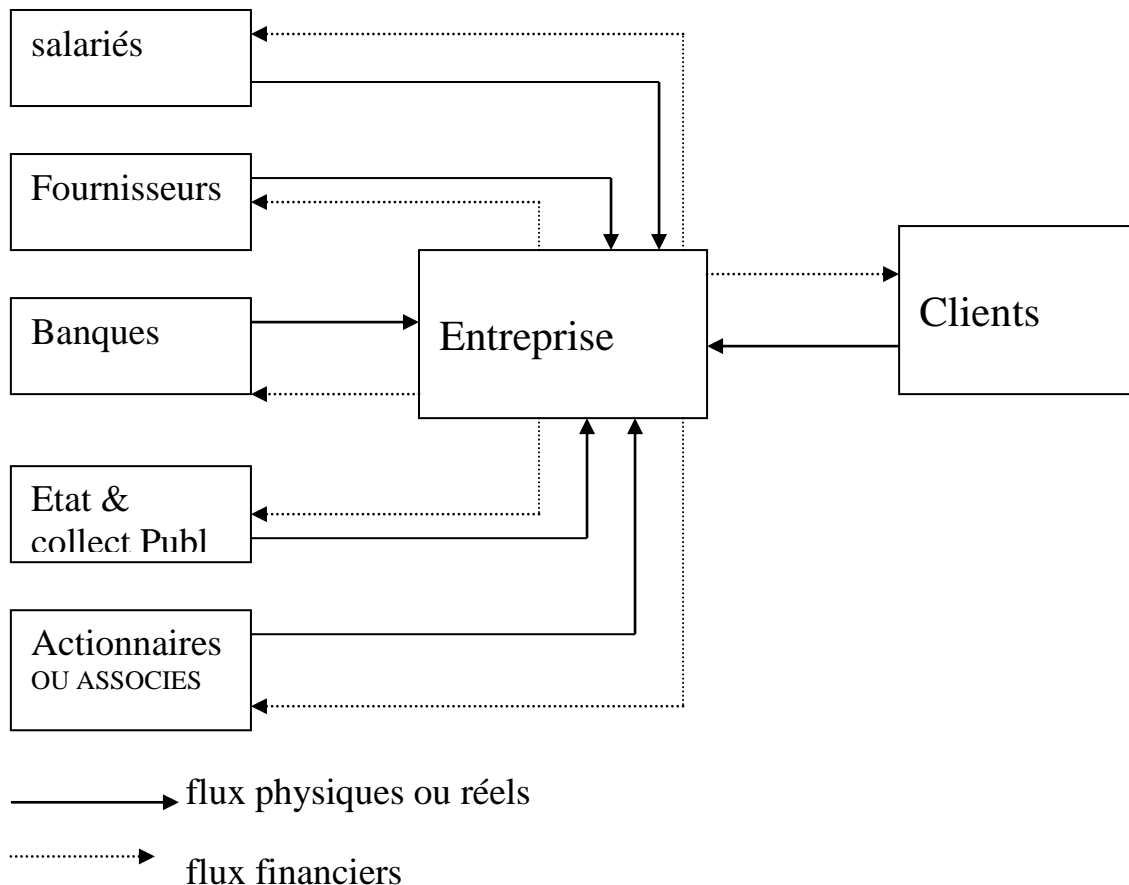 salariés
Fournisseurs
Banques
Entreprise
Clients
Etat &
collect Publ
Actionnaires
OU ASSOCIES
flux physiques ou réels
flux financiers